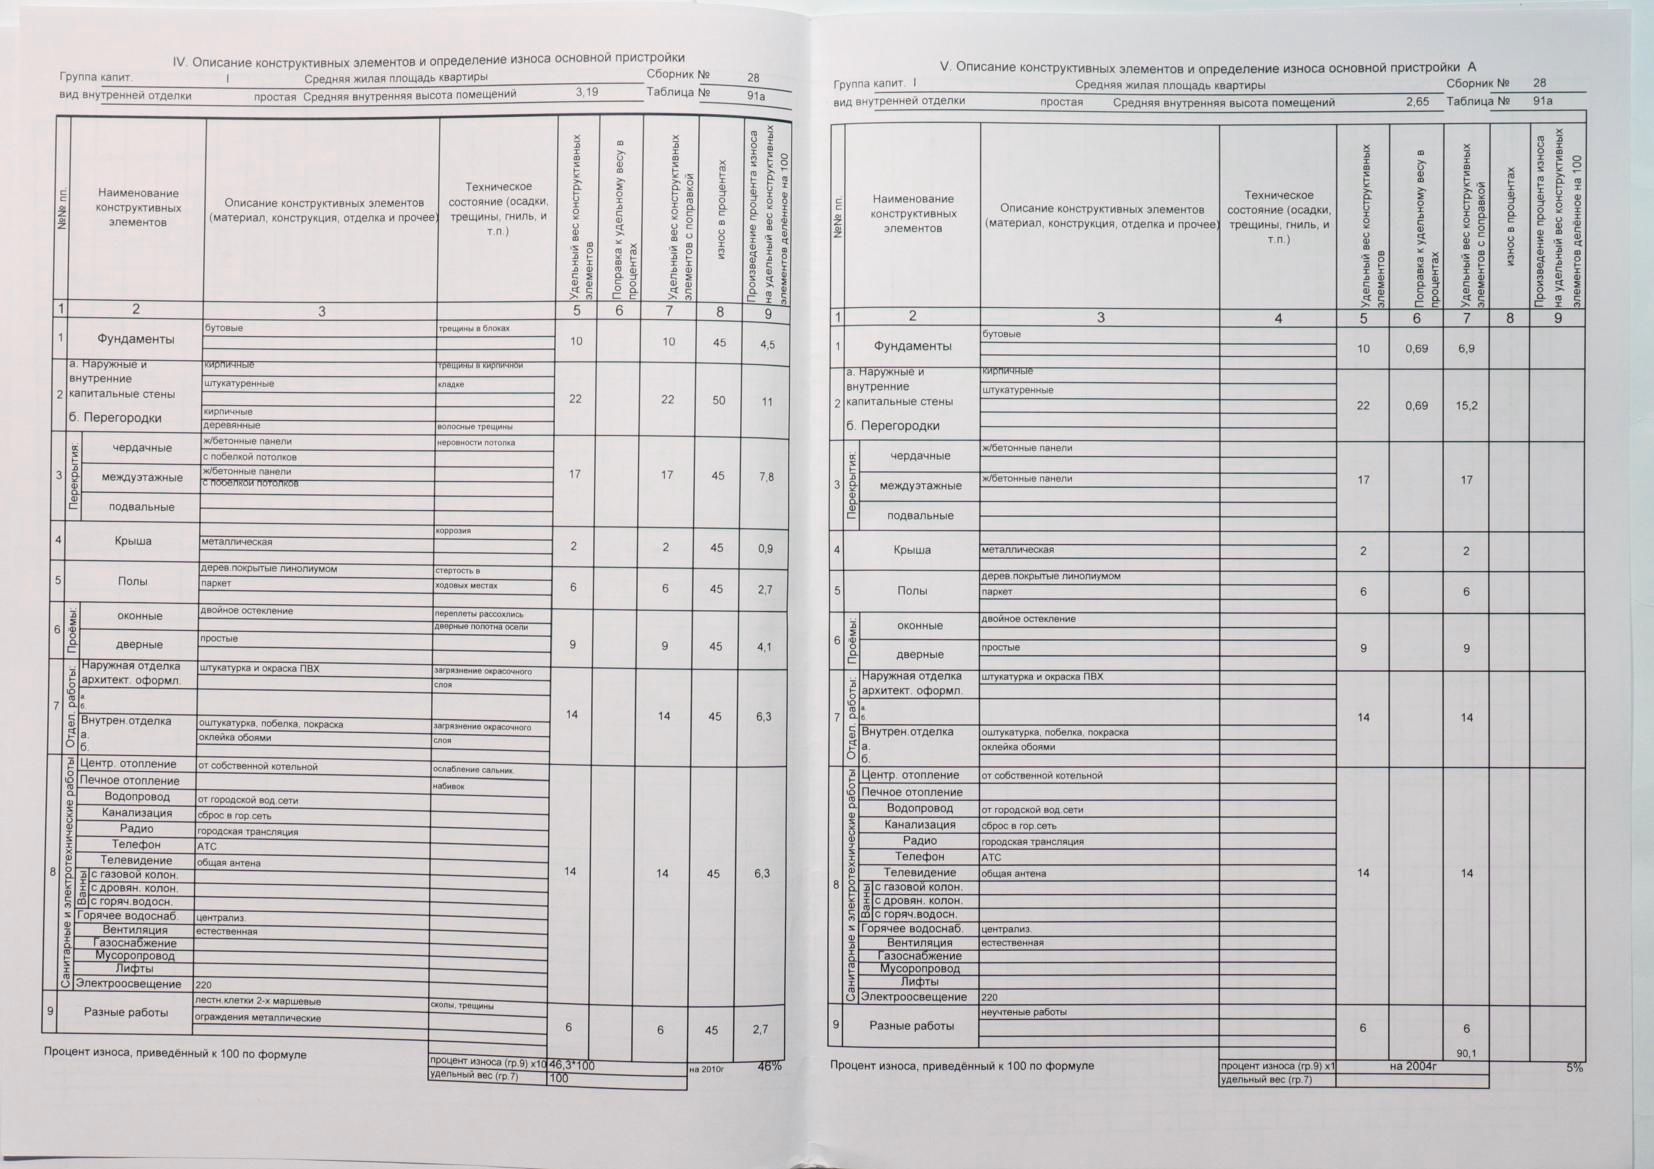 IV. Описание конструктивных элементов и определение износа основной пристройки
Группа капит. I Средняя жилая площадь квартиры Сборник № 28
вид внутренней отделки простая Средняя внутренняя высота помещений 3,19 Таблица № 91а
№№ пп.
Наименование конструктивных элементов
Описание конструктивных элементов (материал, конструкция, отделка и прочее)
Техническое состояние (осадки, трещины, гниль, и т.п.)
Удельный вес конструктивных элементов
Поправка к удельному весу в процентах
Удельный вес конструктивных элементов с поправкой
износ в процентах
Произведение процента износа на удельный вес конструктивных элементов делённое на 100
1 2 3 5 6 7 8 9
бутовые трещины в блоках
1 Фундаменты 10 10 45 4,5
а. Наружные и кирпичные трещины в кирпичной
внутренние штукатуренные кладке
2 капитальные стены 22 22 50 11
б. Перегородки кирпичные
деревянные волосные трещины
3 Перекрытия: чердачные ж/бетонные панели неровности потолка
с побелкой потолков
междуэтажные ж/бетонные панели 17 17 45 7,8
с побелкой потолков
подвальные
коррозия
4 Крыша металлическая 2 2 45 0,9
дерев.покрытые линолиумом стертость в
5 Полы паркет ходовых местах 6 6 45 2,7
6 Проёмы: оконные двойное остекление переплеты рассохлись
дверные полотна осели
дверные простые 9 9 45 4,1
7 Отдел. работы: Наружная отделка штукатурка и окраска ПВХ загрязнение окрасочного
архитект. оформл. слоя
а.
б.
14 14 45 6,3
Внутрен.отделка оштукатурка, побелка, покраска загрязнение окрасочного
а. оклейка обоями слоя
б.
8 Санитарные и электротехнические работы
Центр. отопление от собственной котельной ослабление сальник.
Печное отопление набивок
Водопровод от городской вод.сети
Канализация сброс в гор.сеть
Радио городская трансляция
Телефон АТС
Телевидение общая антена
Ванны с газовой колон. 14 14 45 6,3
с дровян. колон.
с горяч.водосн.
Горячее водоснаб. централиз.
Вентиляция естественная
Газоснабжение
Мусоропровод
Лифты
Электроосвещение 220
лестн.клетки 2-х маршевые сколы, трещины
9 Разные работы ограждения металлические 6 6 45 2,7
Процент износа, приведённый к 100 по формуле процент износа (гр.9) х10 46,3*100 на 2010г 46%
удельный вес (гр.7) 100
V. Описание конструктивных элементов и определение износа основной пристройки А
Группа капит. I Средняя жилая площадь квартиры Сборник № 28
вид внутренней отделки простая Средняя внутренняя высота помещений 2,65 Таблица № 91а
№№ пп.
Наименование конструктивных элементов
Описание конструктивных элементов (материал, конструкция, отделка и прочее)
Техническое состояние (осадки, трещины, гниль, и т.п.)
Удельный вес конструктивных элементов
Поправка к удельному весу в процентах
Удельный вес конструктивных элементов с поправкой
износ в процентах
Произведение процента износа на удельный вес конструктивных элементов делённое на 100
1 2 3 4 5 6 7 8 9
бутовые
1 Фундаменты 10 0,69 6,9
а. Наружные и кирпичные
внутренние штукатуренные
2 капитальные стены 22 0,69 15,2
б. Перегородки
3 Перекрытия: чердачные ж/бетонные панели
междуэтажные ж/бетонные панели 17 17
подвальные
4 Крыша металлическая 2 2
дерев.покрытые линолиумом
5 Полы паркет 6 6
6 Проёмы: оконные двойное остекление
дверные простые 9 9
7 Отдел. работы: Наружная отделка штукатурка и окраска ПВХ
архитект. оформл.
а.
б.
14 14
Внутрен.отделка оштукатурка, побелка, покраска
а. оклейка обоями
б.
8 Санитарные и электротехнические работы
Центр. отопление от собственной котельной
Печное отопление
Водопровод от городской вод.сети
Канализация сброс в гор.сеть
Радио городская трансляция
Телефон АТС
Телевидение общая антена 14 14
Ванны с газовой колон.
с дровян. колон.
с горяч.водосн.
Горячее водоснаб. централиз.
Вентиляция естественная
Газоснабжение
Мусоропровод
Лифты
Электроосвещение 220
неучтеные работы
9 Разные работы 6 6
90,1
Процент износа, приведённый к 100 по формуле процент износа (гр.9) х1 на 2004г 5%
удельный вес (гр.7)